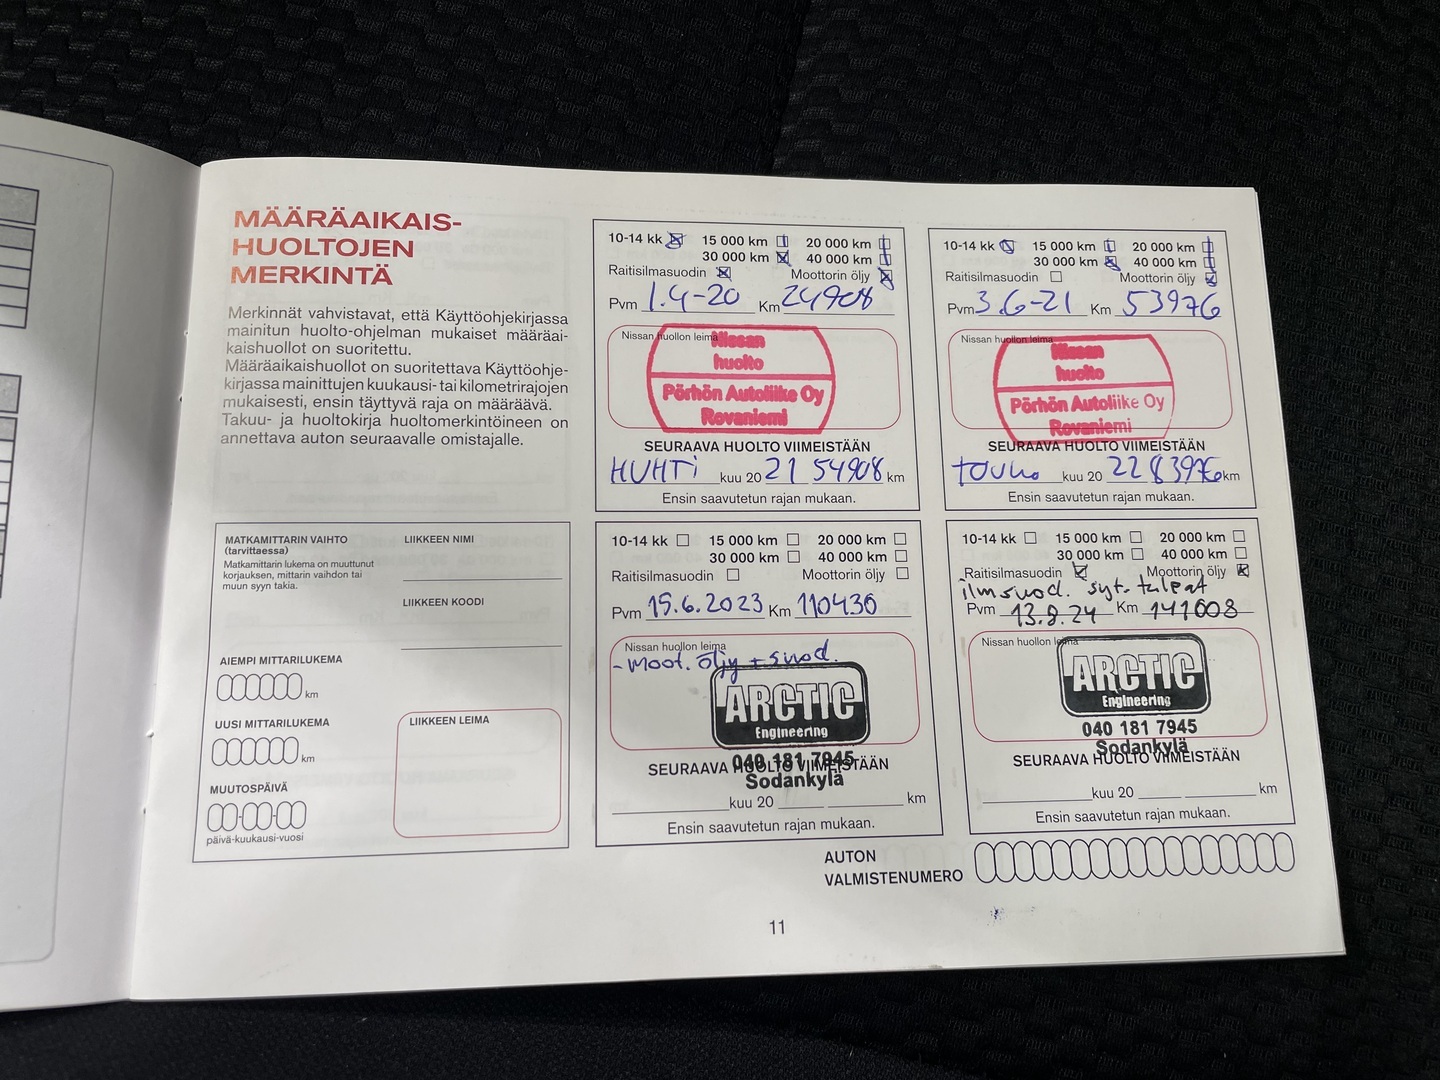 MÄÄRÄAIKAIS-
HUOLTOJEN
MERKINTÄ
Merkinnät vahvistavat, että Käyttöohjekirjassa
mainitun huolto-ohjelman mukaiset määräai-
kaishuollot on suoritettu.
Määräaikaishuollot on suoritettava Käyttöohje-
kirjassa mainittujen kuukausi- tai kilometrirajojen
mukaisesti, ensin täyttyvä raja on määräävä.
Takuu- ja huoltokirja huoltomerkintöineen on
annettava auton seuraavalle omistajalle.
MATKAMITTARIN VAIHTO
(tarvittaessa)
Matkamittarin lukema on muuttunut
korjauksen, mittarin vaihdon tai
muun syyn takia.
LIIKKEEN NIMI
LIIKKEEN KOODI
AIEMPI MITTARILUKEMA
km
UUSI MITTARILUKEMA
km
MUUTOSPÄIVÄ
päivä-kuukausi-vuosi
LIIKKEEN LEIMA
10-14 kk 15 000 km 20 000 km
30 000 km 40 000 km
Raitisilmasuodin Moottorin öljy
Pvm 1.4-20 Km 24908
Nissan huollon leima
Nissan
huolto
Pörhön Autoliike Oy
Rovaniemi
SEURAAVA HUOLTO VIIMEISTÄÄN
HUHTI kuu 20 21 54908 km
Ensin saavutetun rajan mukaan.
10-14 kk 15 000 km 20 000 km
30 000 km 40 000 km
Raitisilmasuodin Moottorin öljy
Pvm 3.6-21 Km 53976
Nissan huollon leima
Nissan
huolto
Pörhön Autoliike Oy
Rovaniemi
SEURAAVA HUOLTO VIIMEISTÄÄN
touko kuu 20 22 83976 km
Ensin saavutetun rajan mukaan.
10-14 kk 15 000 km 20 000 km
30 000 km 40 000 km
Raitisilmasuodin Moottorin öljy
Pvm 15.6.2023 Km 110436
Nissan huollon leima
- moot. öljy + suod.
ARCTIC
Engineering
040 181 7945
SEURAAVA HUOLTO VIIMEISTÄÄN
Sodankylä
kuu 20 km
Ensin saavutetun rajan mukaan.
10-14 kk 15 000 km 20 000 km
30 000 km 40 000 km
Raitisilmasuodin Moottorin öljy
ilmsuod. syt. tulpat
Pvm 13.8.24 Km 141608
Nissan huollon leima
ARCTIC
Engineering
040 181 7945
Sodankylä
SEURAAVA HUOLTO VIIMEISTÄÄN
kuu 20 km
Ensin saavutetun rajan mukaan.
AUTON
VALMISTENUMERO
11